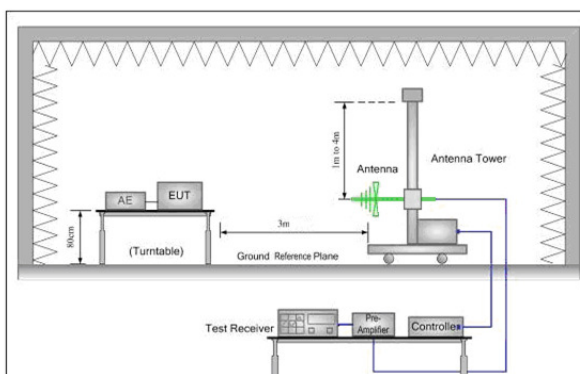 1m to 4m
Antenna
Antenna Tower
AE
EUT
80cm
(Turntable)
3m
Ground Reference Plane
Test Receiver
Pre-
Amplifier
Controller